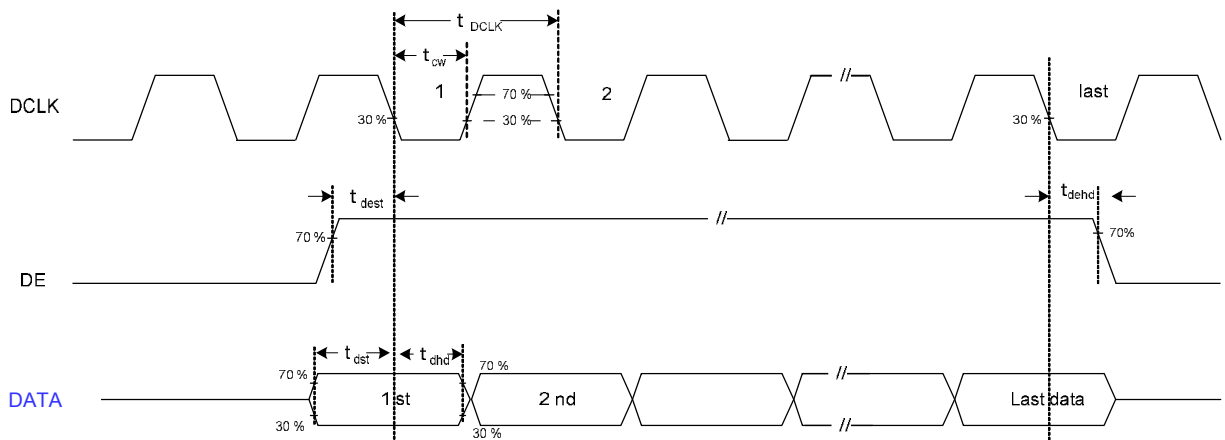 t DCLK
t cw
DCLK
1
70 %
2
//
last
30 %
30 %
30 %
t dest
t dehd
70 %
//
70%
DE
t dst
t dhd
70 %
70 %
//
DATA
1 st
2 nd
Last data
30 %
30 %
//